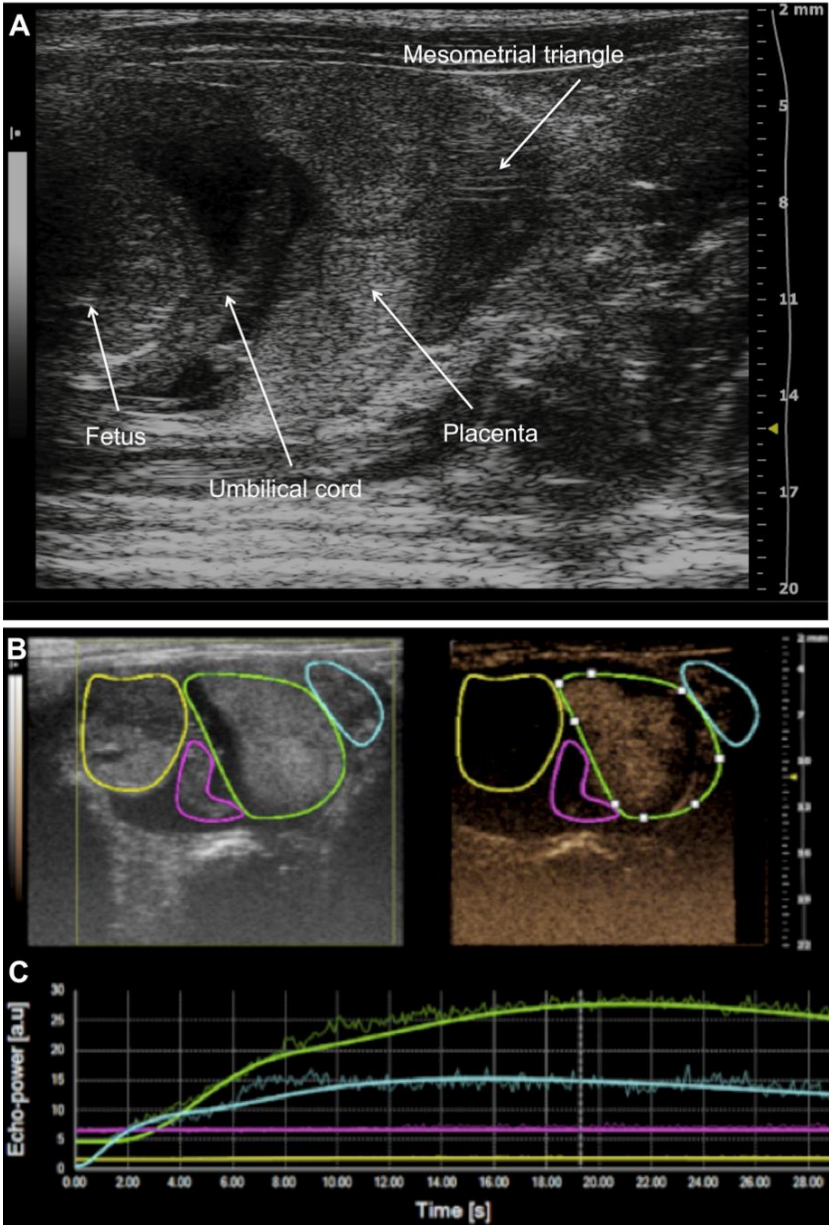 A
2 mm
Mesometrial triangle
5
8
11
14
Fetus
Placenta
Umbilical cord
17
20
B
2 mm
C
30
25
20
15
10
5
0
Echo-power [a.u]
0.00 2.00 4.00 6.00 8.00 10.00 12.00 14.00 16.00 18.00 20.00 22.00 24.00 26.00 28.00
Time [s]